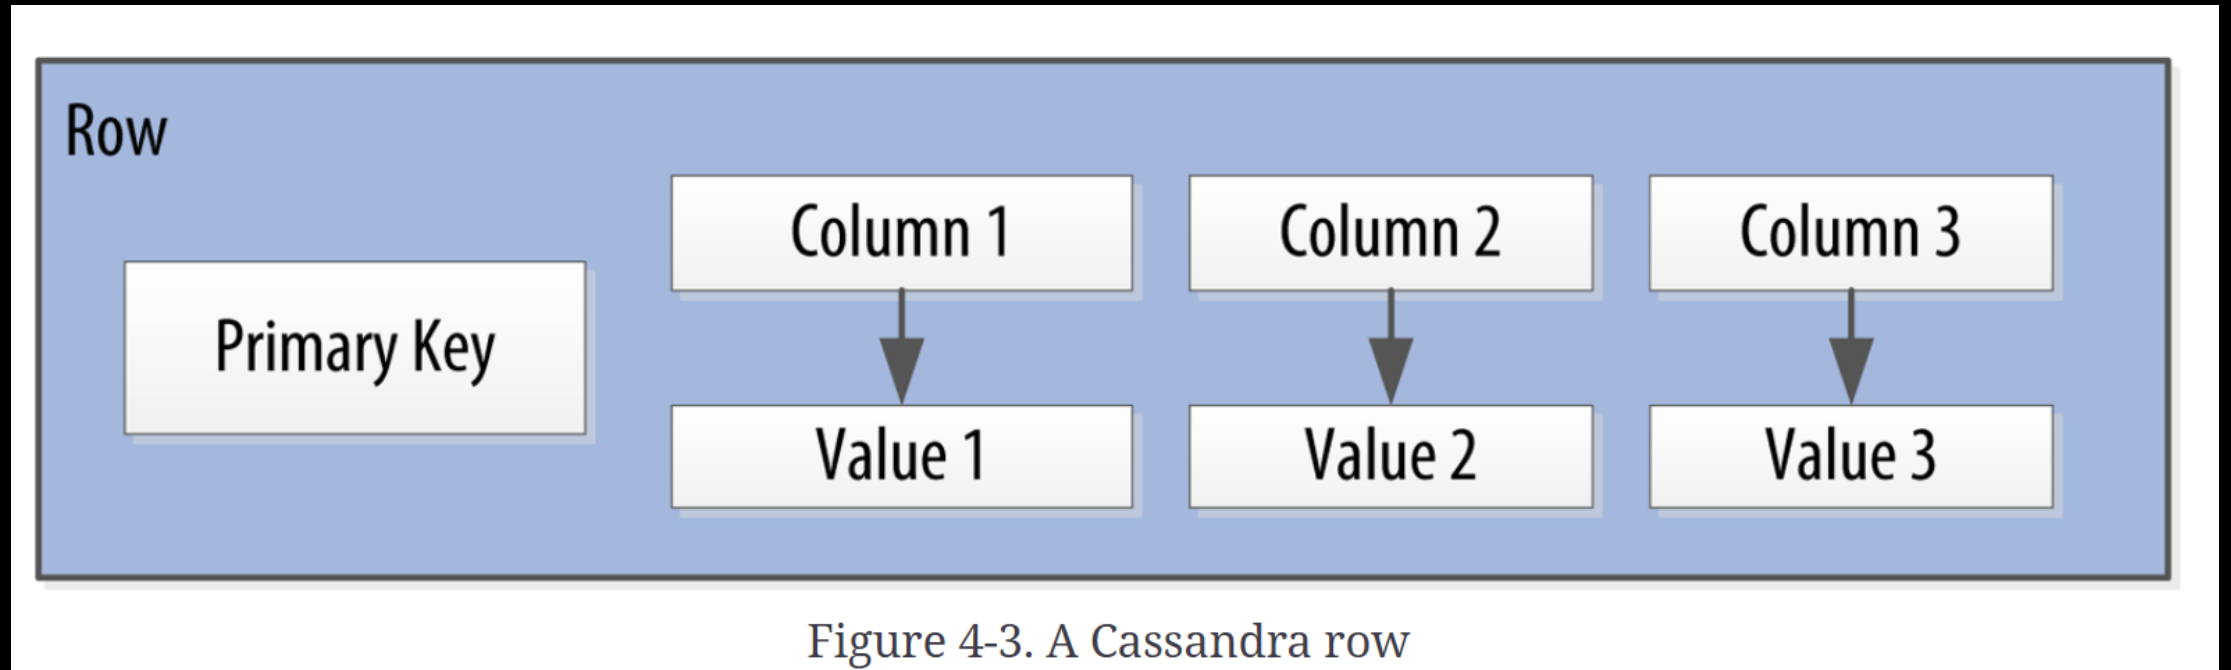 Row
Column 1 Column 2 Column 3
Primary Key
Value 1 Value 2 Value 3
Figure 4-3. A Cassandra row